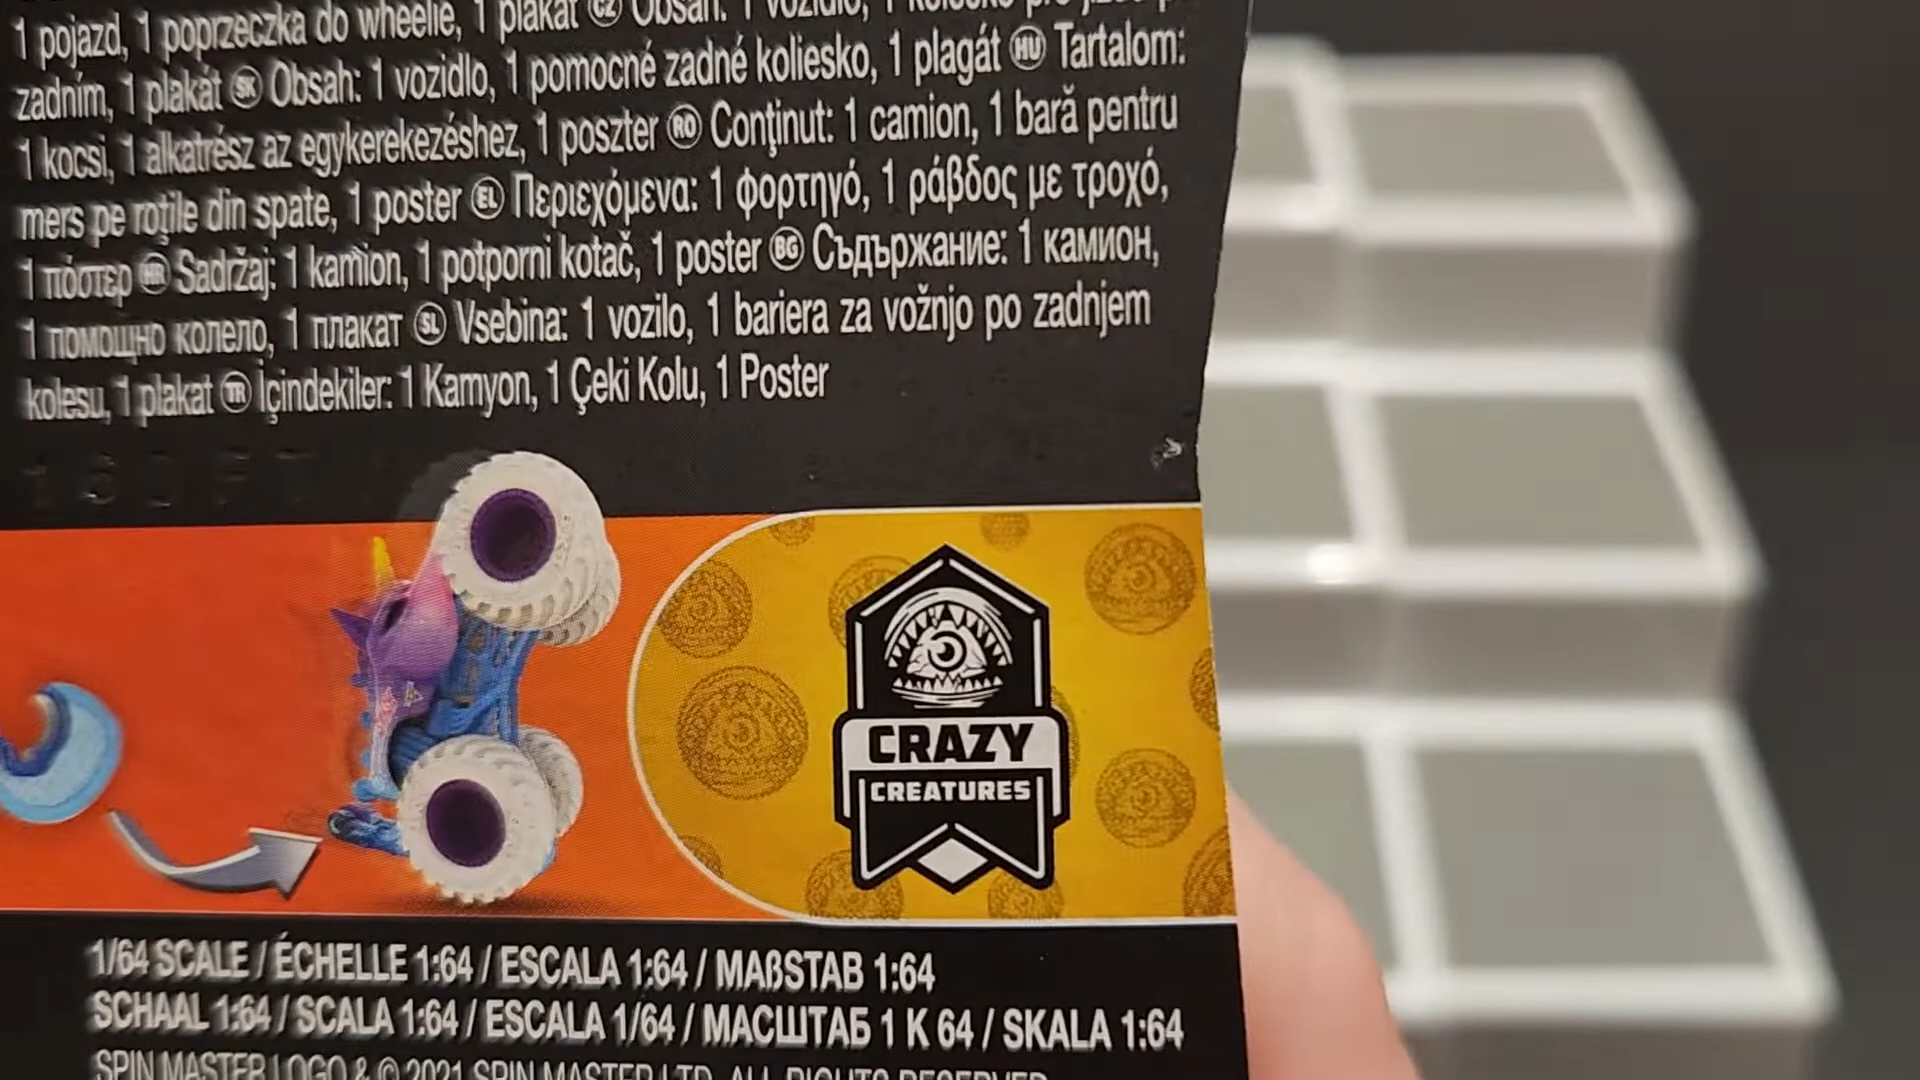 1 pojazd, 1 poprzeczka do wheelie, 1 plakat CZ Obsah: 1 vozidlo, 1 kolečko pro jízdu
zadním, 1 plakát SK Obsah: 1 vozidlo, 1 pomocné zadné koliesko, 1 plagát HU Tartalom:
1 kocsi, 1 alkatrész az egykerekezéshez, 1 poszter RO Conţinut: 1 camion, 1 bară pentru
mers pe roţile din spate, 1 poster EL Περιεχόμενα: 1 φορτηγό, 1 ράβδος με τροχό,
1 πόστερ HR Sadržaj: 1 kamion, 1 potporni kotač, 1 poster BG Съдържание: 1 камион,
1 помощно колело, 1 плакат SL Vsebina: 1 vozilo, 1 bariera za vožnjo po zadnjem
kolesu, 1 plakat TR İçindekiler: 1 Kamyon, 1 Çeki Kolu, 1 Poster
CRAZY
CREATURES
1/64 SCALE / ÉCHELLE 1:64 / ESCALA 1:64 / MAßSTAB 1:64
SCHAAL 1:64 / SCALA 1:64 / ESCALA 1/64 / МАСШТАБ 1 К 64 / SKALA 1:64
SPIN MASTER LOGO & © 2021 SPIN MASTER LTD. ALL RIGHTS RESERVED